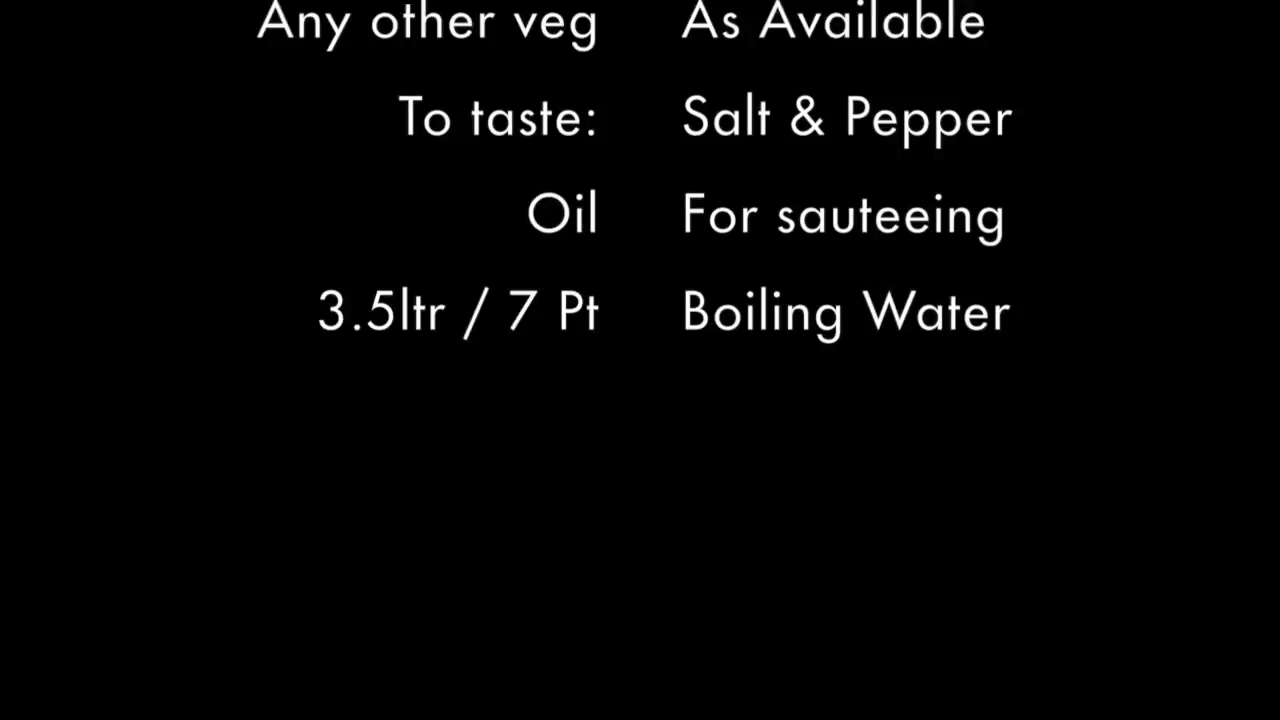 Any other veg As Available
To taste: Salt & Pepper
Oil For sauteeing
3.5ltr / 7 Pt Boiling Water